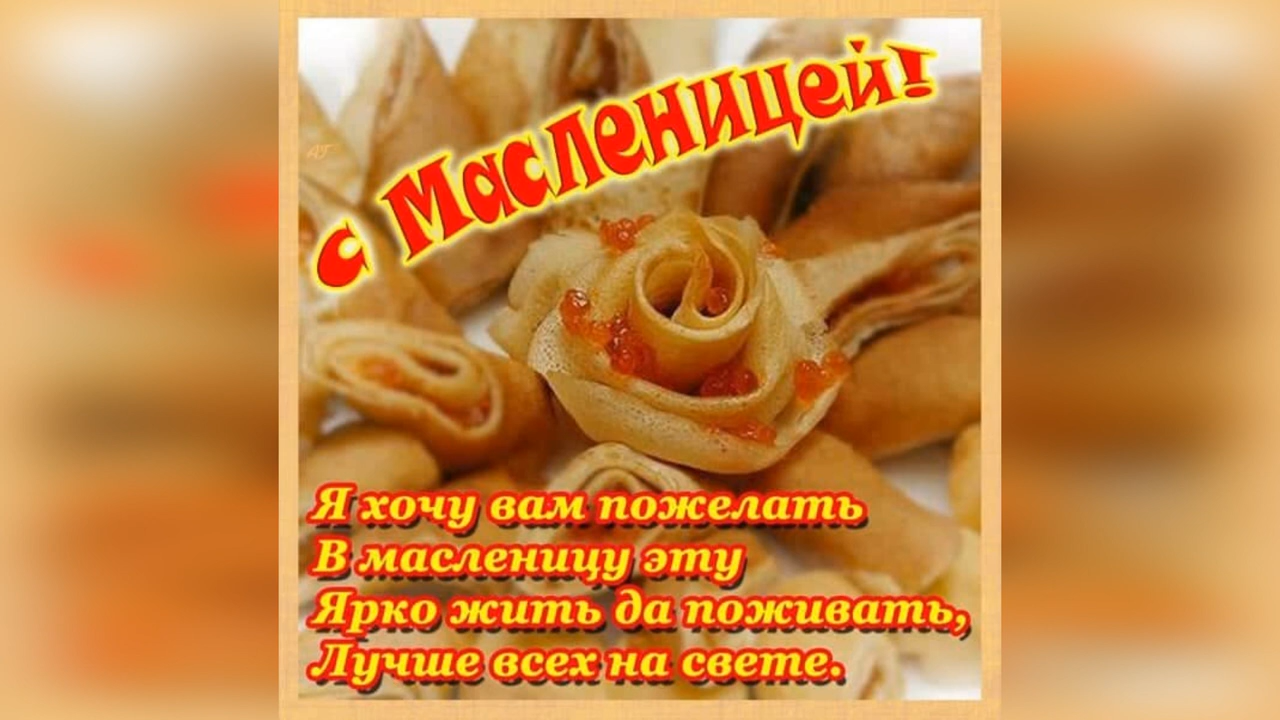 с Масленицей!
Я хочу вам пожелать
В масленицу эту
Ярко жить да поживать,
Лучше всех на свете.